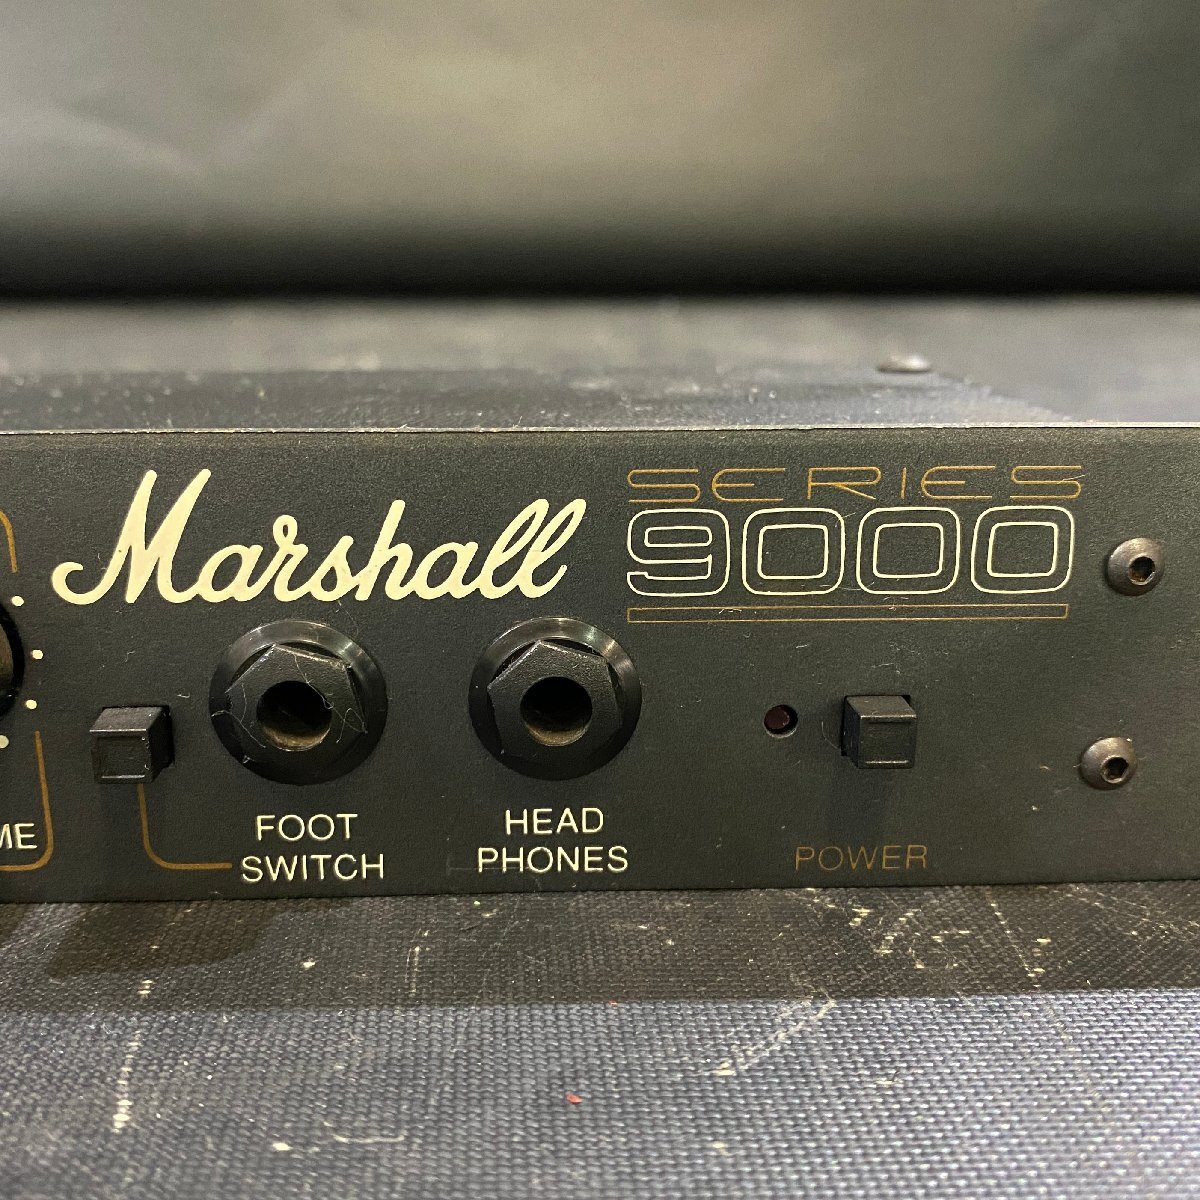 Marshall
SERIES
9000
FOOT
SWITCH
HEAD
PHONES
POWER